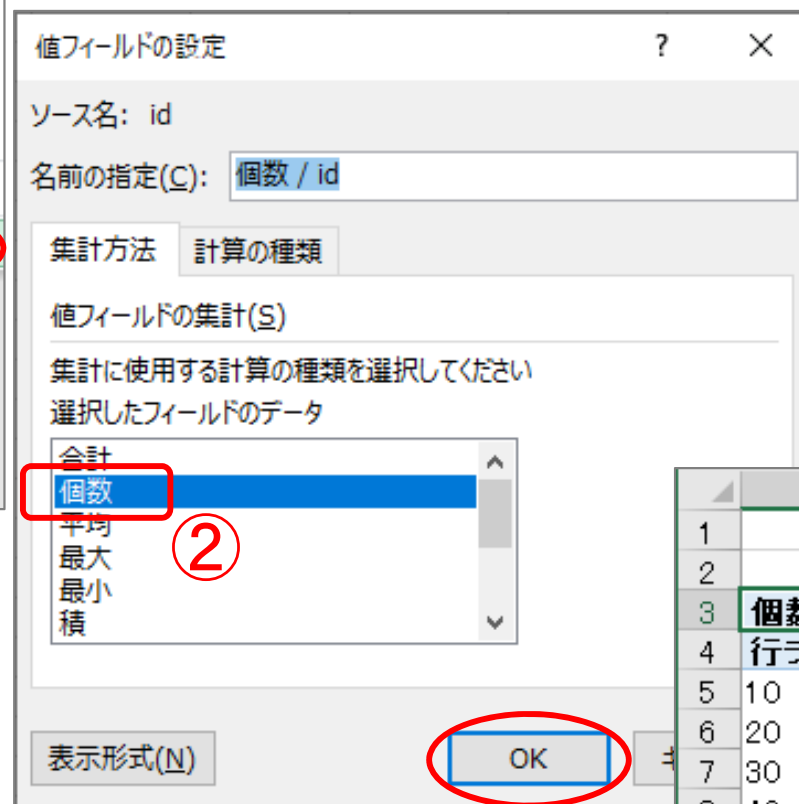 値フィールドの設定 ? ×
ソース名: id
名前の指定(C): 個数 / id
集計方法 計算の種類
値フィールドの集計(S)
集計に使用する計算の種類を選択してください
選択したフィールドのデータ
合計
個数
平均
最大
最小
積
②
表示形式(N) OK キ
1
2
3 個数
4 行ラ
5 10
6 20
7 30